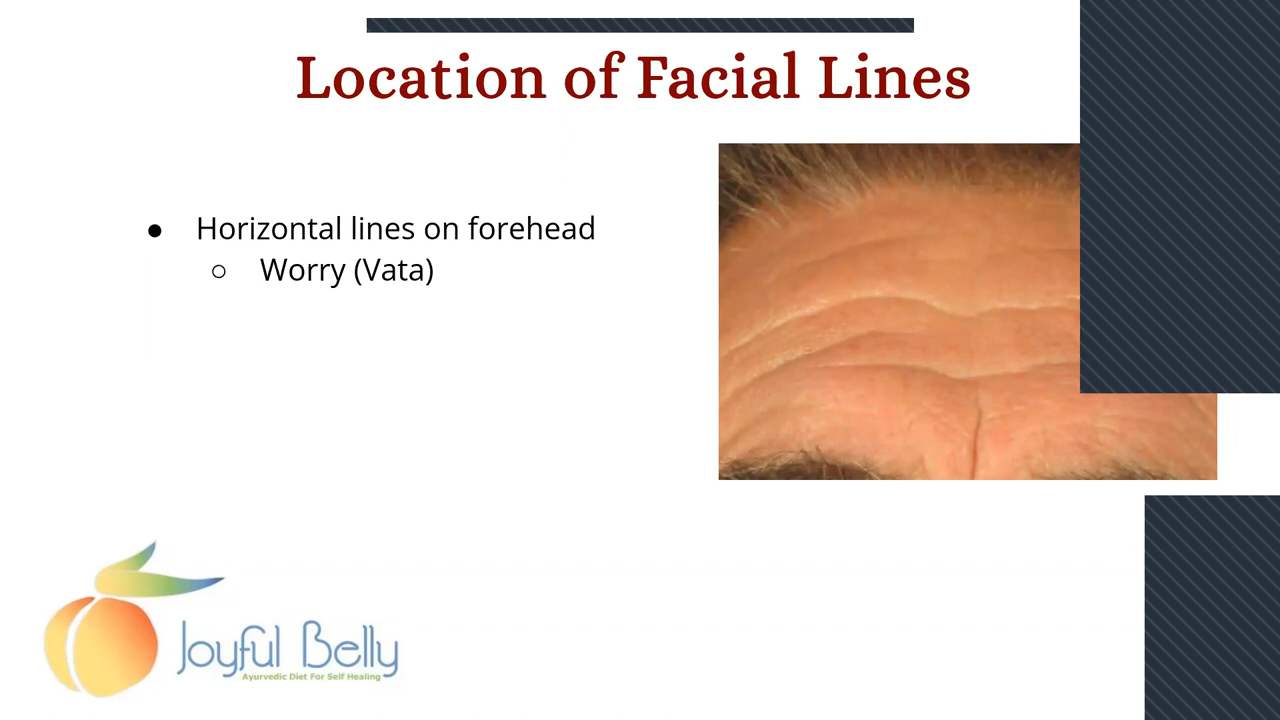 Location of Facial Lines
● Horizontal lines on forehead
○ Worry (Vata)
Joyful Belly
Ayurvedic Diet For Self Healing